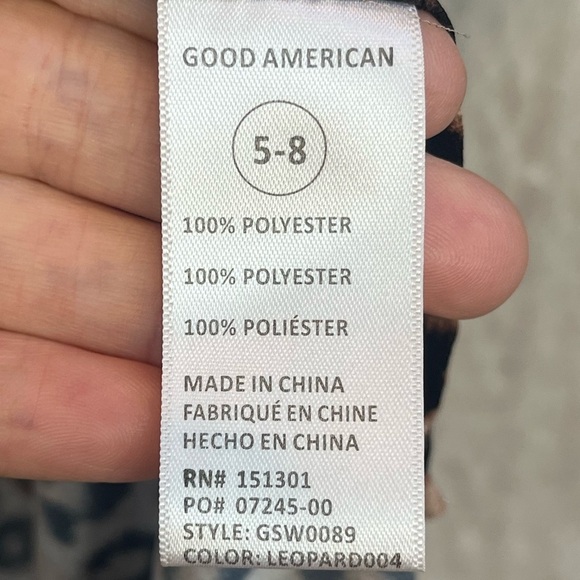 GOOD AMERICAN
5-8
100% POLYESTER
100% POLYESTER
100% POLIÉSTER
MADE IN CHINA
FABRIQUÉ EN CHINE
HECHO EN CHINA
RN# 151301
PO# 07245-00
STYLE: GSW0089
COLOR: LEOPARD004